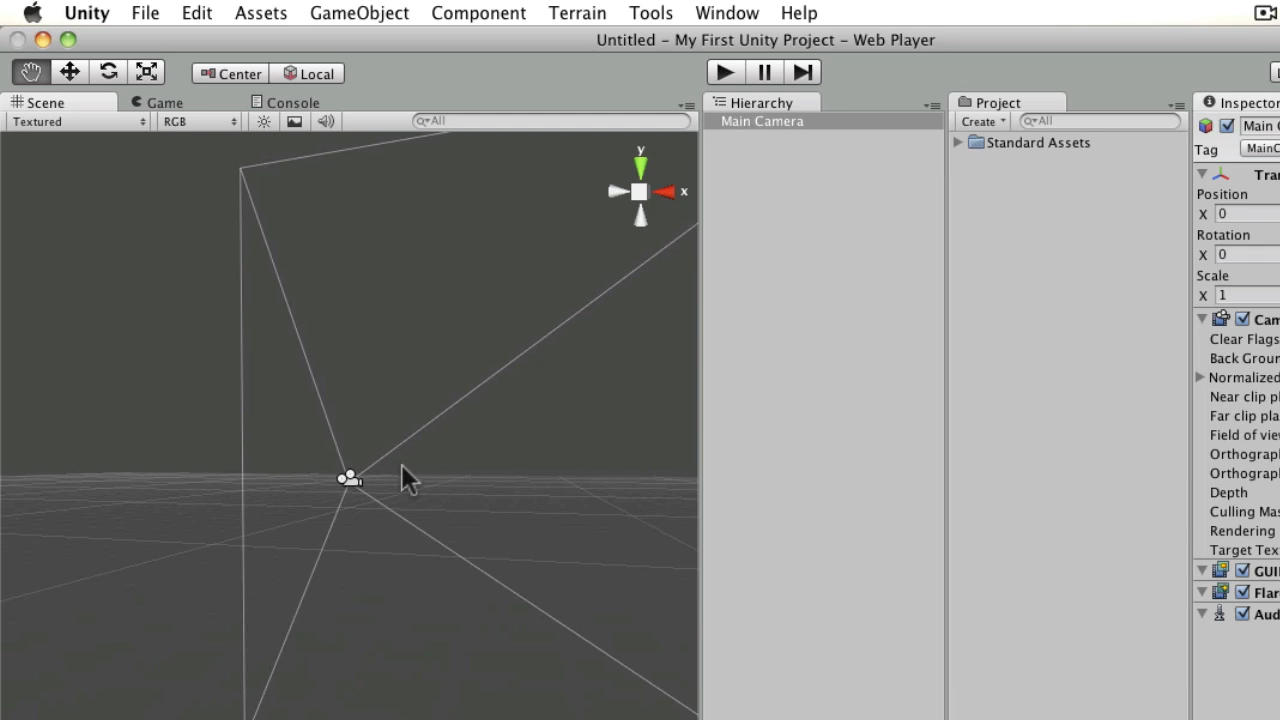 Unity File Edit Assets GameObject Component Terrain Tools Window Help
Untitled – My First Unity Project – Web Player
Center Local
Scene Game Console Hierarchy Project Inspector
Textured RGB All Main Camera Create All Main
Standard Assets
Tag MainC
y
x
Tran
Position
X 0
Rotation
X 0
Scale
X 1
Cam
Clear Flags
Back Groun
Normalized
Near clip pl
Far clip pla
Field of view
Orthograph
Orthograph
Depth
Culling Mas
Rendering
Target Text
GUI
Flar
Aud